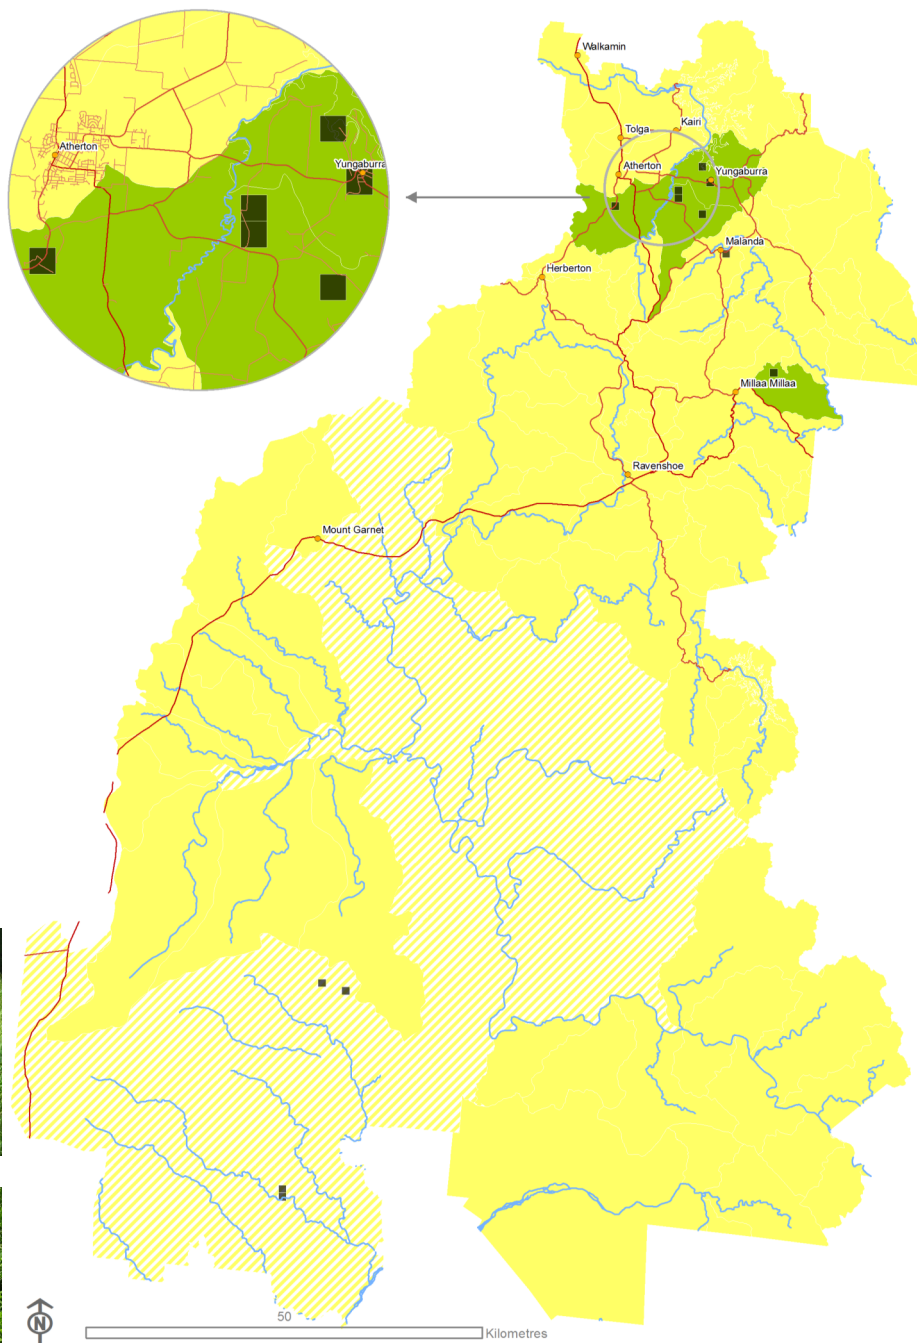 Walkamin
Kairi
Tolga
Atherton
Atherton
Yungaburra
Yungaburra
Malanda
Herberton
Millaa Millaa
Ravenshoe
Mount Garnet
50
N
Kilometres